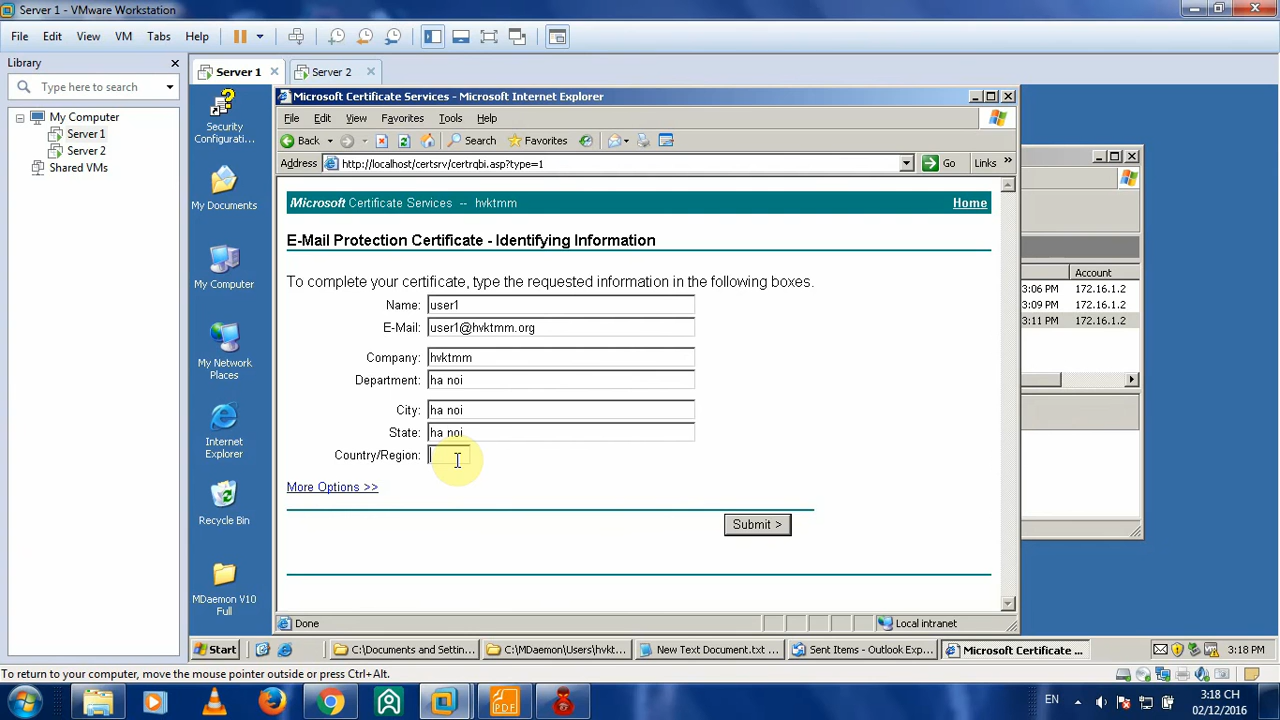 Server 1 - VMware Workstation
File Edit View VM Tabs Help
Library
Type here to search
My Computer
Server1
Server 2
Shared VMs
Server 1
Server 2
Security
Configurati...
My Documents
My Computer
My Network
Places
Internet
Explorer
Recycle Bin
MDaemon V10
Full
Microsoft Certificate Services - Microsoft Internet Explorer
File Edit View Favorites Tools Help
Back Search Favorites
Address http://localhost/certsrv/certrqbi.asp?type=1 Go Links »
Microsoft Certificate Services -- hvktmm Home
E-Mail Protection Certificate - Identifying Information
To complete your certificate, type the requested information in the following boxes.
Name: user1
E-Mail: user1@hvktmm.org
Company: hvktmm
Department: ha noi
City: ha noi
State: ha noi
Country/Region:
More Options >>
Submit >
Done Local intranet
Account
3:06 PM 172.16.1.2
3:09 PM 172.16.1.2
3:11 PM 172.16.1.2
Start C:\Documents and Settin... C:\MDaemon\Users\hvkt... New Text Document.txt ... Sent Items - Outlook Exp... Microsoft Certificate ... 3:18 PM
To return to your computer, move the mouse pointer outside or press Ctrl+Alt.
PDF
EN 3:18 CH
02/12/2016